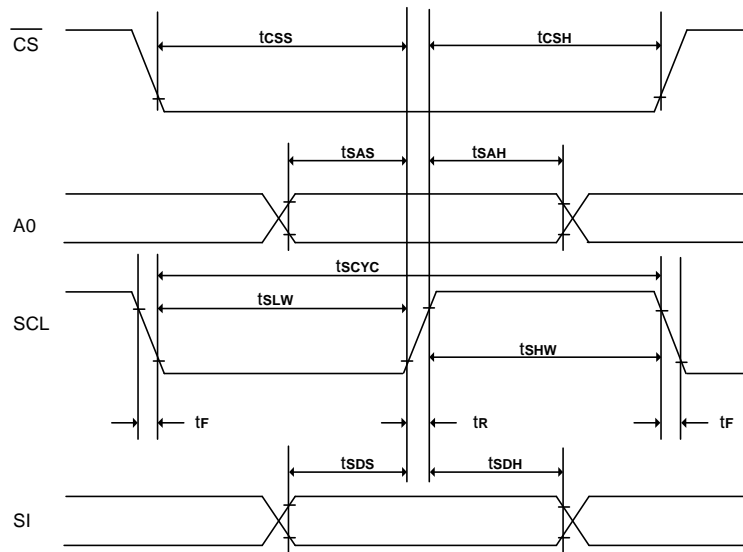 CS
tCSS
tCSH
tSAS
tSAH
A0
tSCYC
tSLW
SCL
tSHW
tF
tR
tF
tSDS
tSDH
SI